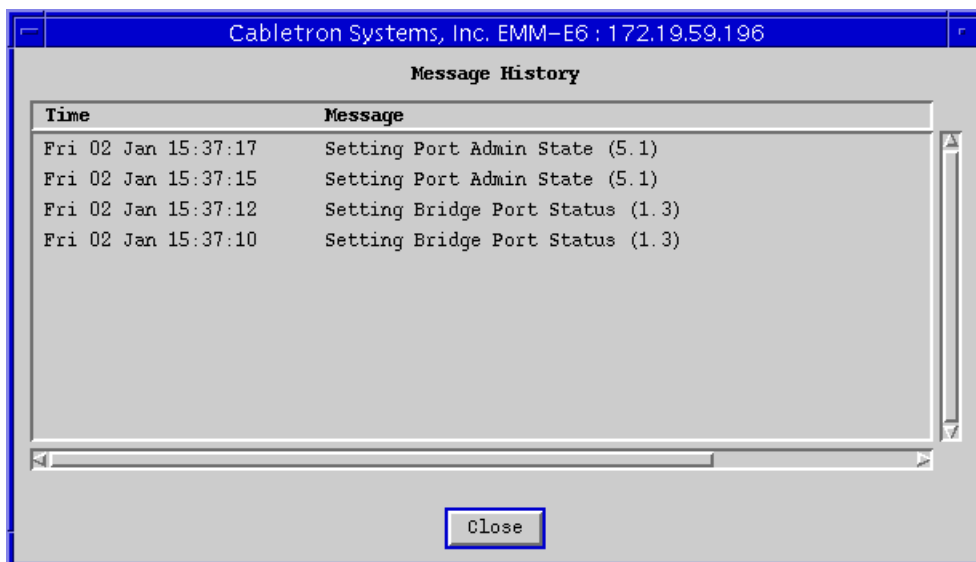 Cabletron Systems, Inc. EMM-E6 : 172.19.59.196
Message History
Time Message
Fri 02 Jan 15:37:17 Setting Port Admin State (5.1)
Fri 02 Jan 15:37:15 Setting Port Admin State (5.1)
Fri 02 Jan 15:37:12 Setting Bridge Port Status (1.3)
Fri 02 Jan 15:37:10 Setting Bridge Port Status (1.3)
Close